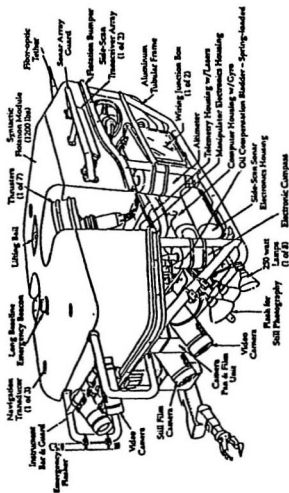 Fiber-optic
Tether
Sonar Array
Guard
Flotation Bumper
Side-Scan
Transceiver Array
(1 of 2)
Syntactic
Flotation Module
(1200 lbs)
Aluminum
Tubular Frame
Wiring Junction Box
(1 of 2)
Thrusters
(1 of 7)
Altimeter
Telemetry Housing w/Lasers
Manipulator Electronics Housing
Computer Housing w/Gyro
Oil Compensation Bladder - Spring-loaded
Lifting Bail
Side-Scan Sonar
Electronics Housing
Long Baseline
Emergency Beacon
Electronic Compass
Navigation
Transducer
(1 of 3)
250 watt
Lamps
(1 of 8)
Flash for
Still Photography
Instrument
Bar & Guard
Video
Camera
Emergency
Flasher
Camera
Pan & Film
Unit
Video
Camera
Still Film
Camera